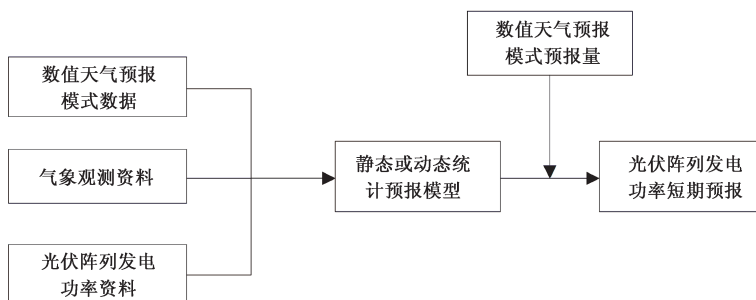 数值天气预报
模式预报量
数值天气预报
模式数据
气象观测资料
静态或动态统
计预报模型
光伏阵列发电
功率短期预报
光伏阵列发电
功率资料